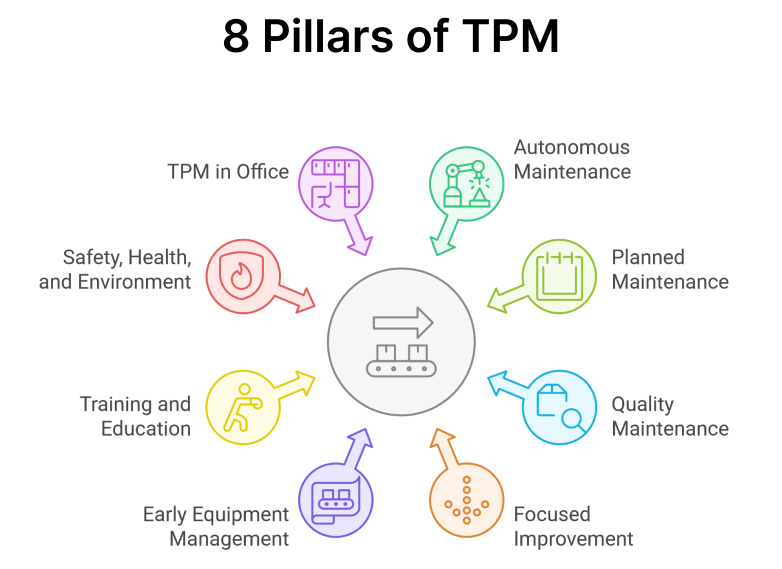 8 Pillars of TPM
TPM in Office
Autonomous
Maintenance
Safety, Health,
and Environment
Planned
Maintenance
Training and
Education
Quality
Maintenance
Early Equipment
Management
Focused
Improvement